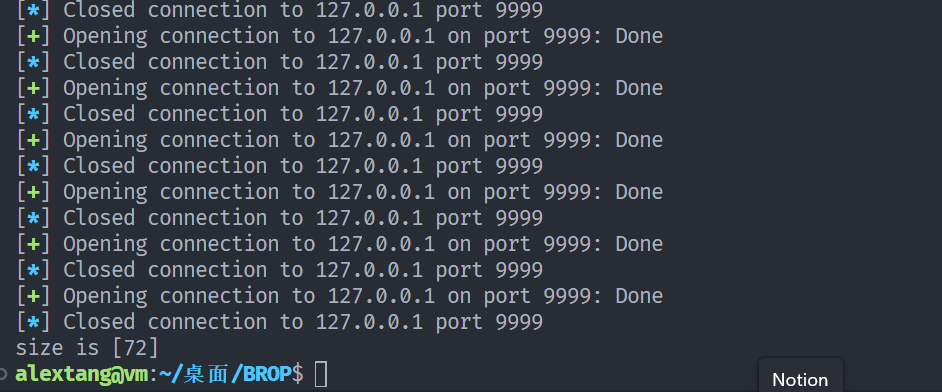 [*] Closed connection to 127.0.0.1 port 9999
[+] Opening connection to 127.0.0.1 on port 9999: Done
[*] Closed connection to 127.0.0.1 port 9999
[+] Opening connection to 127.0.0.1 on port 9999: Done
[*] Closed connection to 127.0.0.1 port 9999
[+] Opening connection to 127.0.0.1 on port 9999: Done
[*] Closed connection to 127.0.0.1 port 9999
[+] Opening connection to 127.0.0.1 on port 9999: Done
[*] Closed connection to 127.0.0.1 port 9999
[+] Opening connection to 127.0.0.1 on port 9999: Done
[*] Closed connection to 127.0.0.1 port 9999
[+] Opening connection to 127.0.0.1 on port 9999: Done
[*] Closed connection to 127.0.0.1 port 9999
size is [72]
alextang@vm:~/桌面/BROP$
Notion